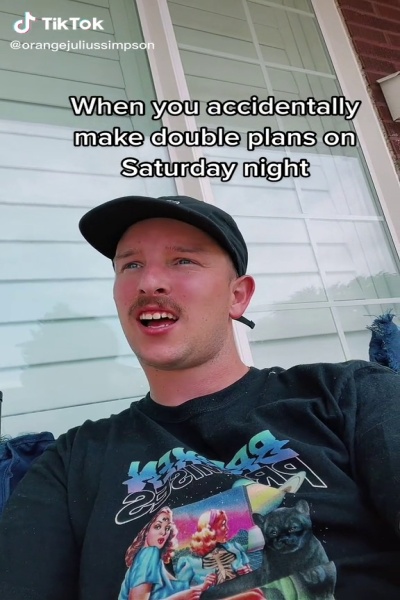 TikTok
@orangejuliussimpson
When you accidentally
make double plans on
Saturday night